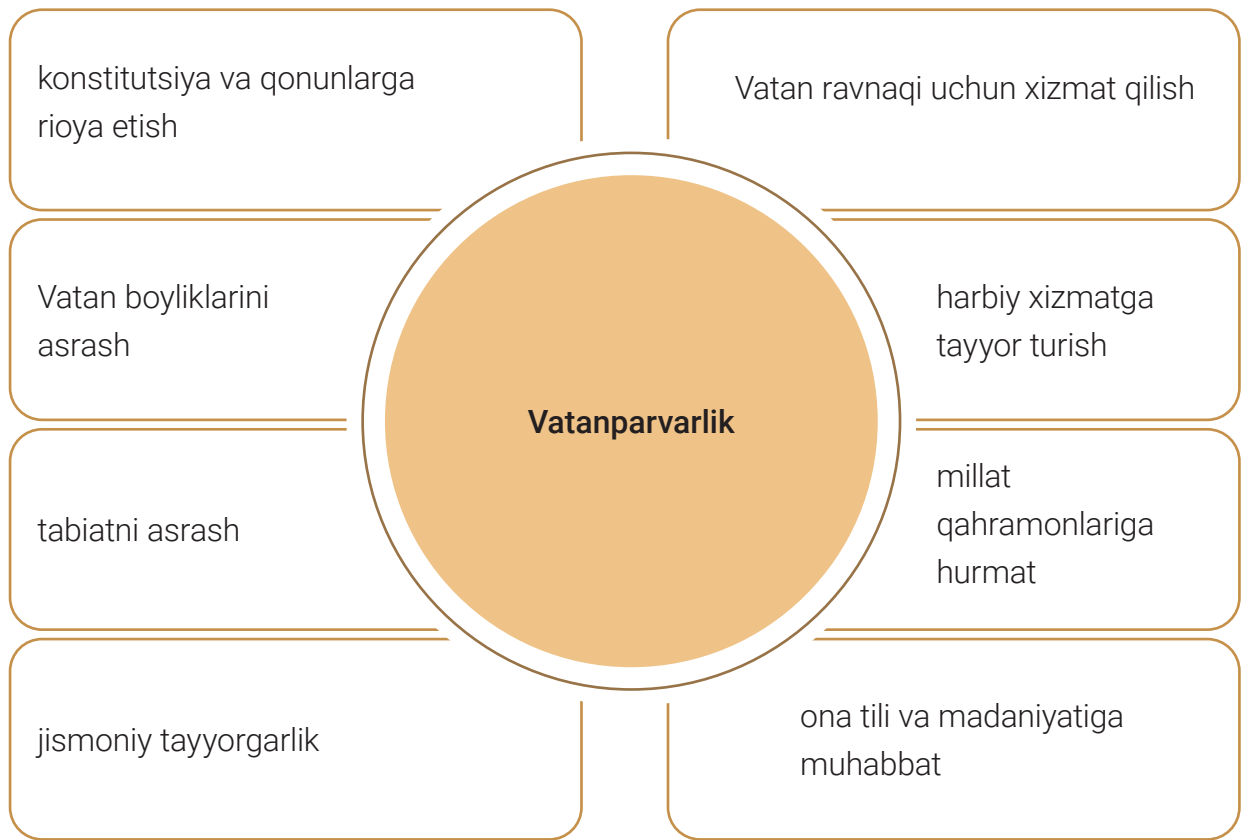 konstitutsiya va qonunlarga
rioya etish
Vatan ravnaqi uchun xizmat qilish
Vatan boyliklarini
asrash
harbiy xizmatga
tayyor turish
Vatanparvarlik
tabiatni asrash
millat
qahramonlariga
hurmat
jismoniy tayyorgarlik
ona tili va madaniyatiga
muhabbat